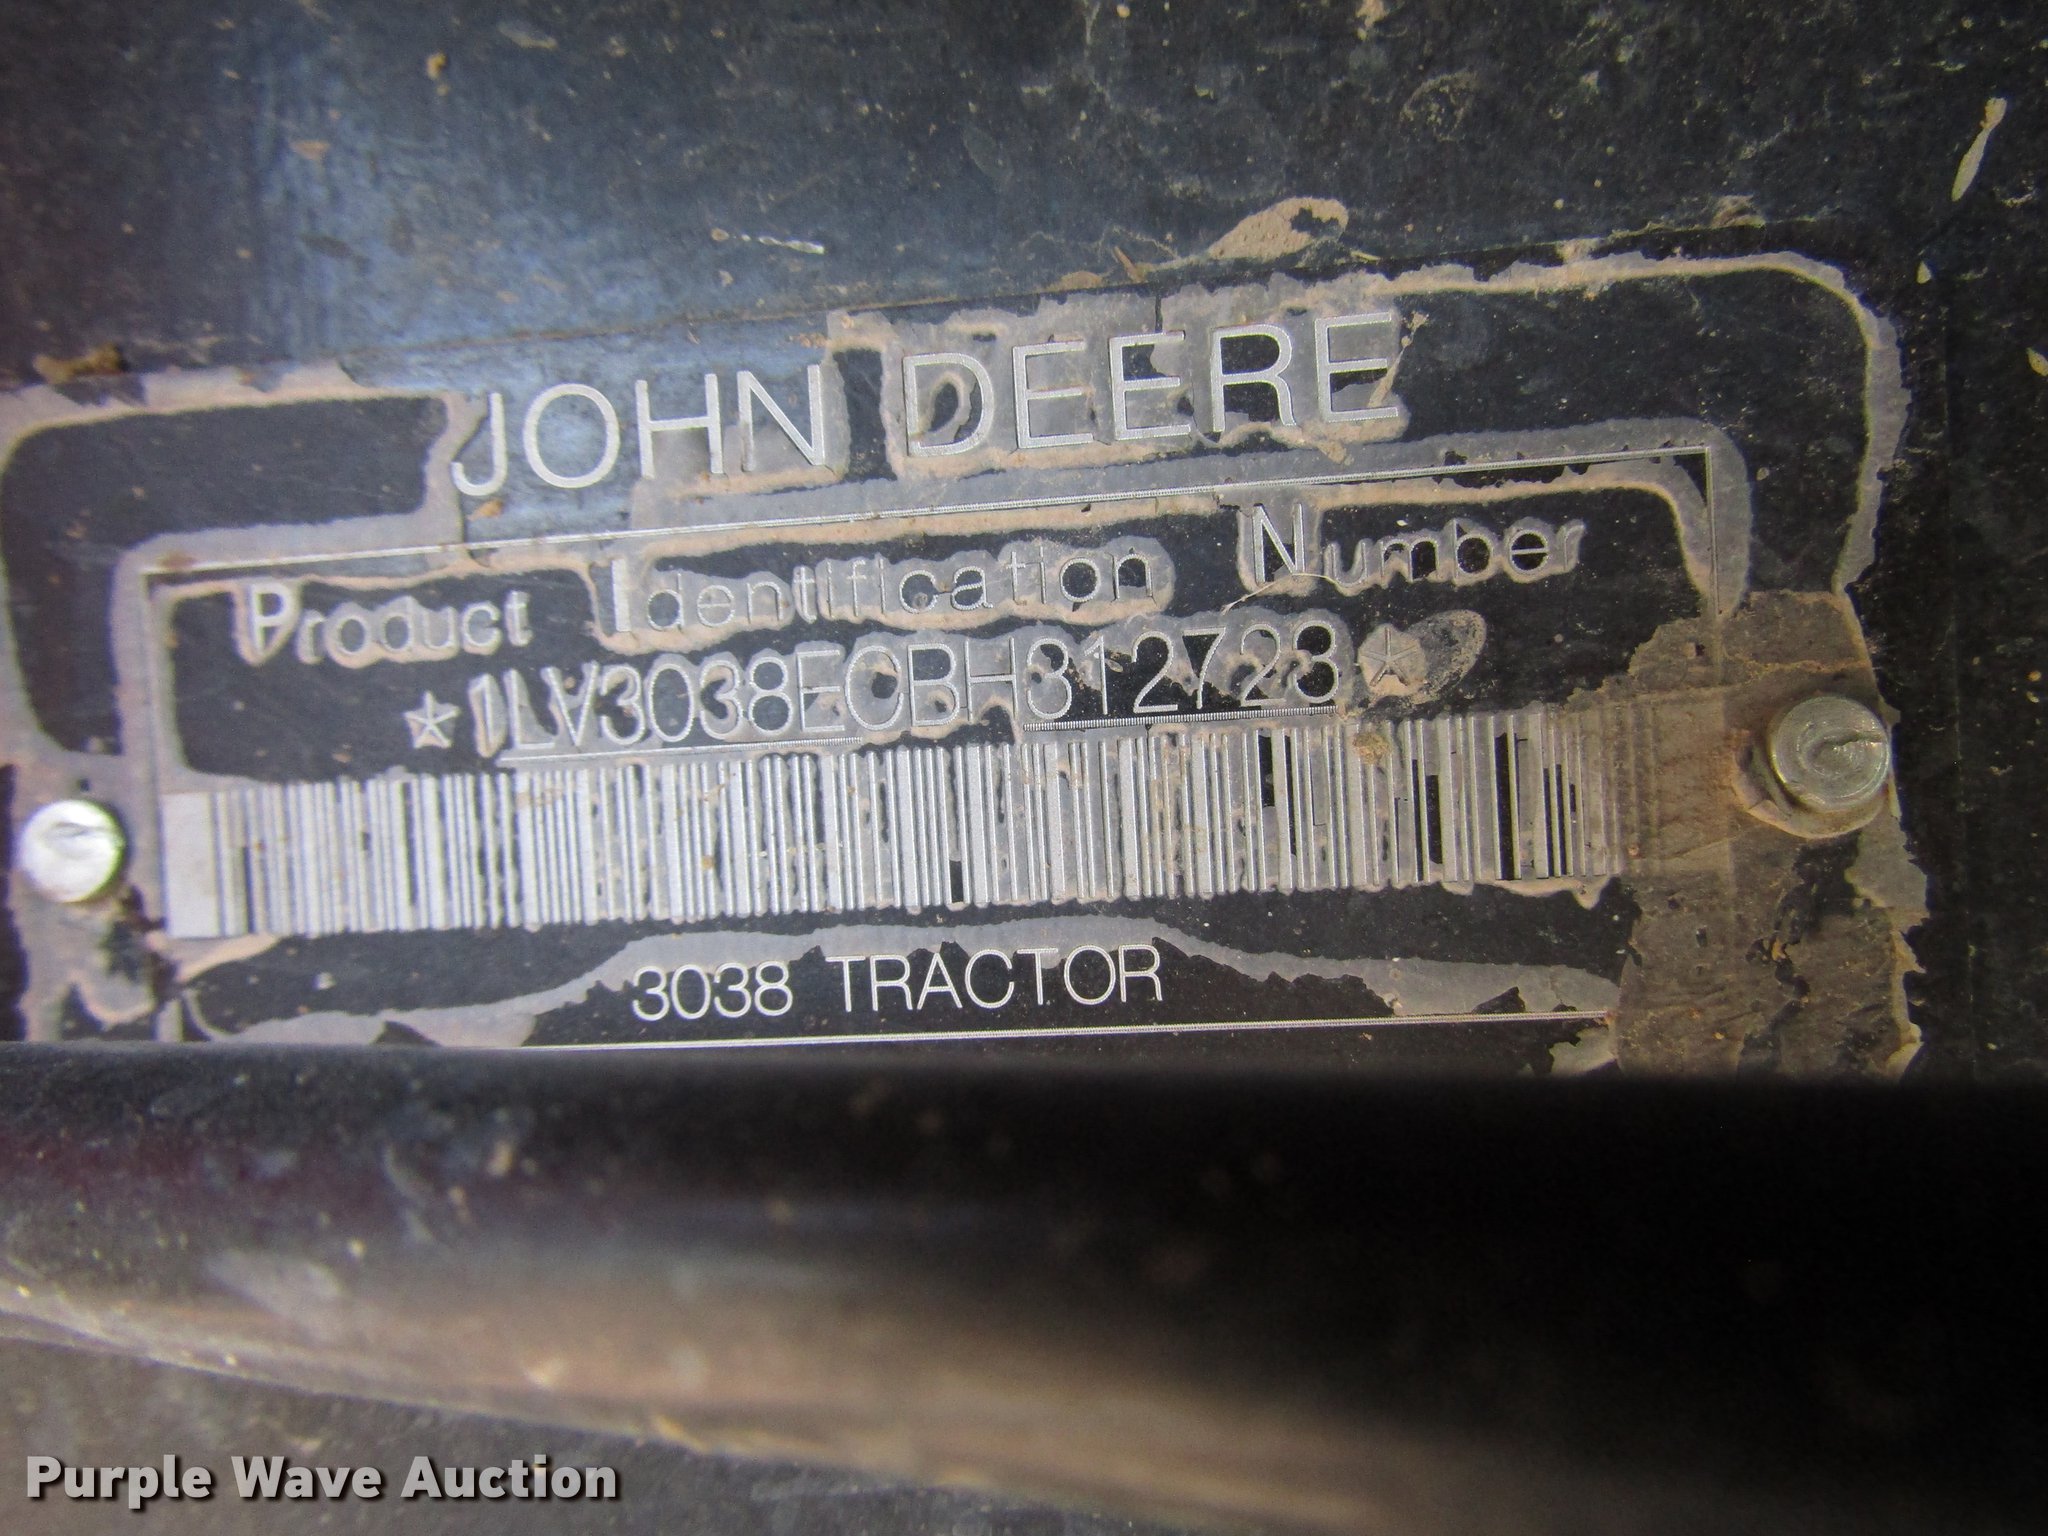 JOHN DEERE
Product Identification Number
*1LV3038ECBH312723*
3038 TRACTOR
Purple Wave Auction